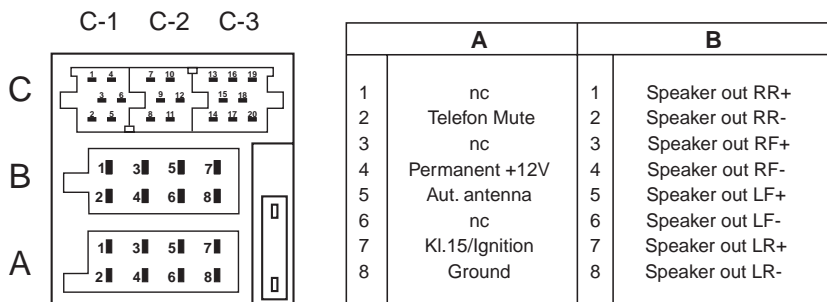 C-1 C-2 C-3
C
1 4 7 10 13 16 19
3 6 9 12 15 18
2 5 8 11 14 17 20
B
1 3 5 7
2 4 6 8
A
1 3 5 7
2 4 6 8
A B
1 nc 1 Speaker out RR+
2 Telefon Mute 2 Speaker out RR-
3 nc 3 Speaker out RF+
4 Permanent +12V 4 Speaker out RF-
5 Aut. antenna 5 Speaker out LF+
6 nc 6 Speaker out LF-
7 Kl.15/Ignition 7 Speaker out LR+
8 Ground 8 Speaker out LR-